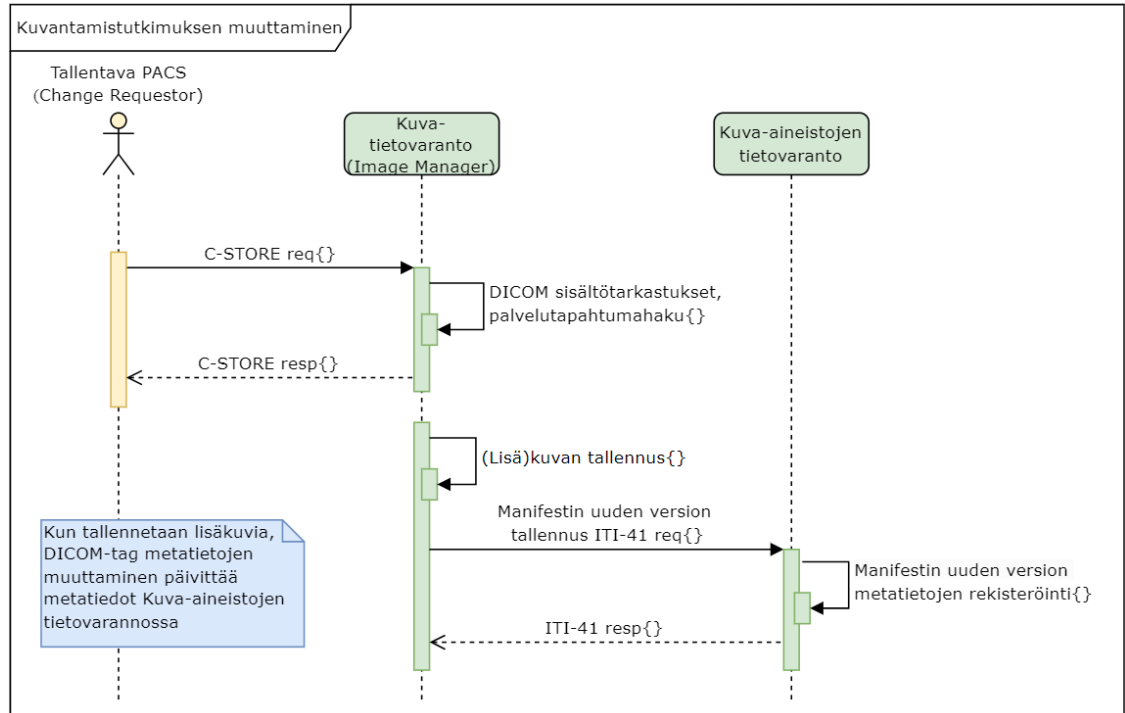 Kuvantamistutkimuksen muuttaminen
Tallentava PACS
(Change Requestor)
Kuva-
tietovaranto
(Image Manager)
Kuva-aineistojen
tietovaranto
C-STORE req{}
DICOM sisältötarkastukset,
palvelutapahtumahaku{}
C-STORE resp{}
(Lisä)kuvan tallennus{}
Manifestin uuden version
tallennus ITI-41 req{}
Kun tallennetaan lisäkuvia,
DICOM-tag metatietojen
muuttaminen päivittää
metatiedot Kuva-aineistojen
tietovarannossa
Manifestin uuden version
metatietojen rekisteröinti{}
ITI-41 resp{}